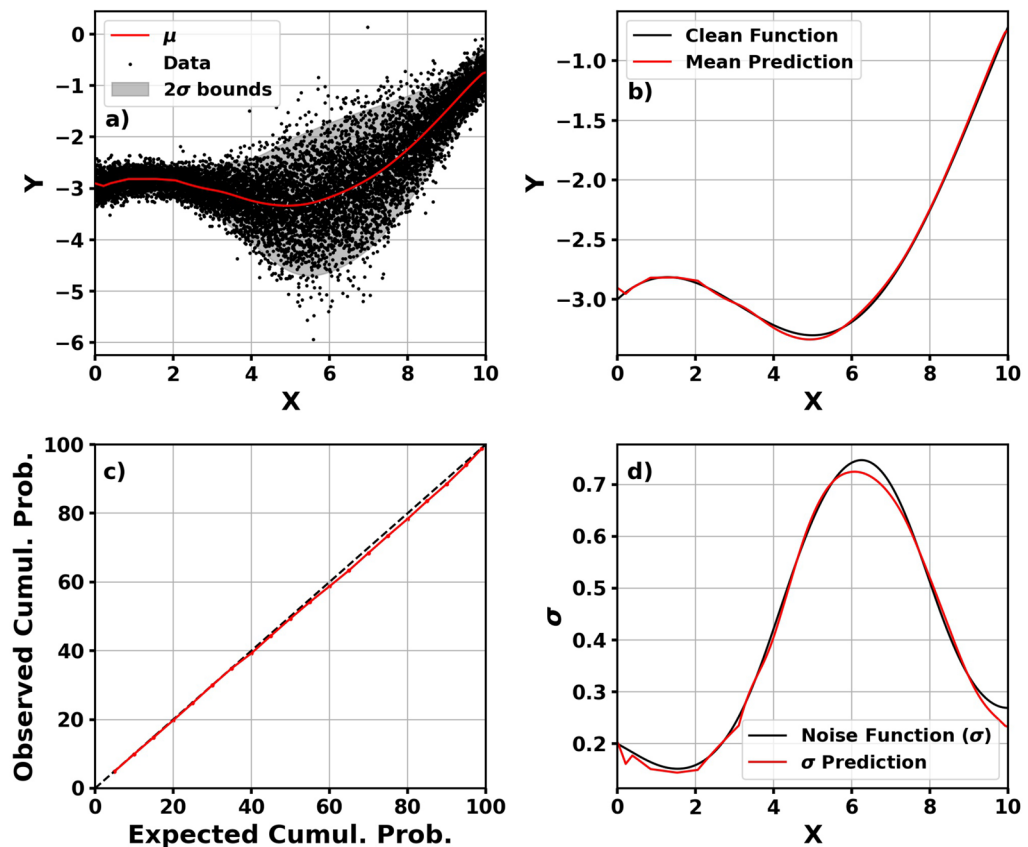 0
−1
−2
−3
−4
−5
−6
Y
μ
Data
2σ bounds
a)
0 2 4 6 8 10
X
−1.0
−1.5
−2.0
−2.5
−3.0
Y
Clean Function
Mean Prediction
b)
0 2 4 6 8 10
X
100
80
60
40
20
0
Observed Cumul. Prob.
c)
0 20 40 60 80 100
Expected Cumul. Prob.
0.7
0.6
0.5
0.4
0.3
0.2
σ
d)
Noise Function (σ)
σ Prediction
0 2 4 6 8 10
X